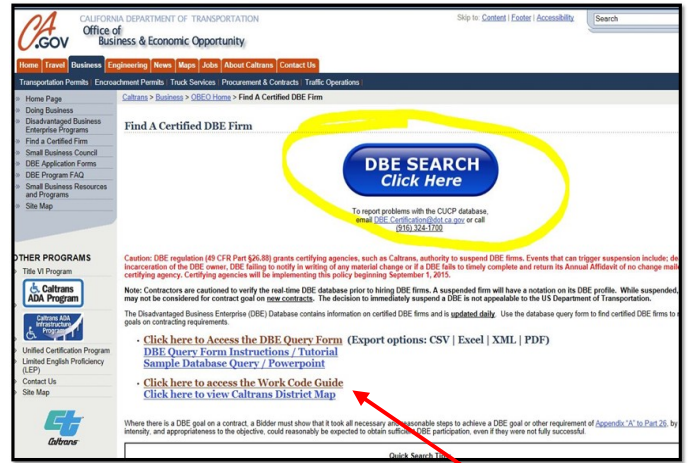 CA
.GOV
CALIFORNIA DEPARTMENT OF TRANSPORTATION
Office of
Business & Economic Opportunity
Skip to: Content | Footer | Accessibility
Search
Home Travel Business Engineering News Maps Jobs About Caltrans Contact Us
Transportation Permits Encroachment Permits Truck Services Procurement & Contracts Traffic Operations
Home Page
Doing Business
Disadvantaged Business
Enterprise Programs
Find a Certified Firm
Small Business Council
DBE Application Forms
DBE Program FAQ
Small Business Resources
and Programs
Site Map
OTHER PROGRAMS
Title VI Program
Caltrans
ADA Program
Caltrans ADA
Infrastructure
Program
Unified Certification Program
Limited English Proficiency
(LEP)
Contact Us
Site Map
Caltrans
Caltrans > Business > OBEO Home > Find A Certified DBE Firm
Find A Certified DBE Firm
DBE SEARCH
Click Here
To report problems with the CUCP database,
email DBE.Certification@dot.ca.gov or call
(916) 324-1700
Caution: DBE regulation (49 CFR Part §26.88) grants certifying agencies, such as Caltrans, authority to suspend DBE firms. Events that can trigger suspension include; de
incarceration of the DBE owner, DBE failing to notify in writing of any material change or if a DBE fails to timely complete and return its Annual Affidavit of no change
certifying agency. Certifying agencies will be implementing this policy beginning September 1, 2015.
Note: Contractors are cautioned to verify the real-time DBE database prior to hiring DBE firms. A suspended firm will have a notation on its DBE profile. While suspended,
may not be considered for contract goal on new contracts. The decision to immediately suspend a DBE is not appealable to the US Department of Transportation.
The Disadvantaged Business Enterprise (DBE) Database contains information on certified DBE firms and is updated daily. Use the database query form to find certified DBE firms to
goals on contracting requirements.
Click here to Access the DBE Query Form (Export options: CSV | Excel | XML | PDF)
DBE Query Form Instructions / Tutorial
Sample Database Query / Powerpoint
Click here to access the Work Code Guide
Click here to view Caltrans District Map
Where there is a DBE goal on a contract, a Bidder must show that it took all necessary and reasonable steps to achieve a DBE goal or other requirement of Appendix "A" to Part 26, by
intensity, and appropriateness to the objective, could reasonably be expected to obtain sufficient DBE participation, even if they were not fully successful.
Quick Search